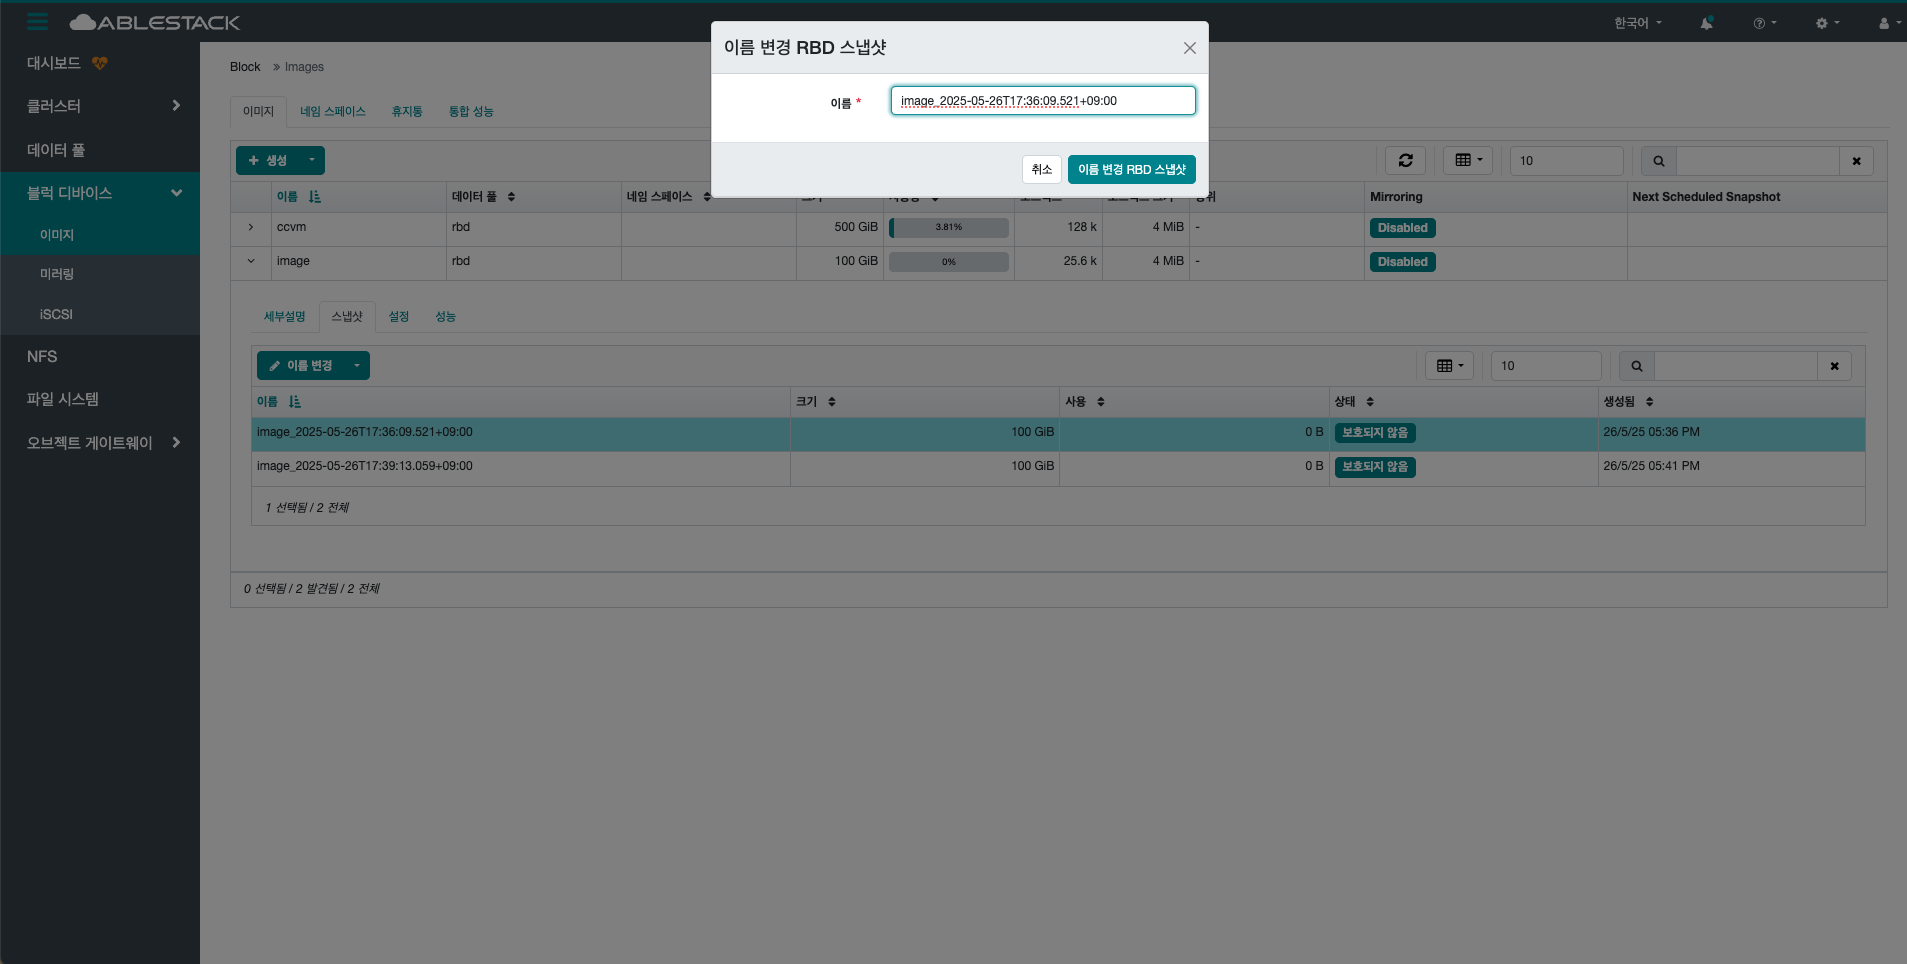 ABLESTACK
한국어
이름 변경 RBD 스냅샷
이름 *
image_2025-05-26T17:36:09.521+09:00
취소
이름 변경 RBD 스냅샷
대시보드
클러스터
데이터 풀
블럭 디바이스
이미지
미러링
iSCSI
NFS
파일 시스템
오브젝트 게이트웨이
Block » Images
이미지 네임 스페이스 휴지통 통합 성능
+ 생성 10
이름 데이터 풀 네임 스페이스 Mirroring Next Scheduled Snapshot
ccvm rbd 500 GiB 3.81% 128 k 4 MiB - Disabled
image rbd 100 GiB 0% 25.6 k 4 MiB - Disabled
세부설명 스냅샷 설정 성능
이름 변경 10
이름 크기 사용 상태 생성됨
image_2025-05-26T17:36:09.521+09:00 100 GiB 0 B 보호되지 않음 26/5/25 05:36 PM
image_2025-05-26T17:39:13.059+09:00 100 GiB 0 B 보호되지 않음 26/5/25 05:41 PM
1 선택됨 / 2 전체
0 선택됨 / 2 발견됨 / 2 전체